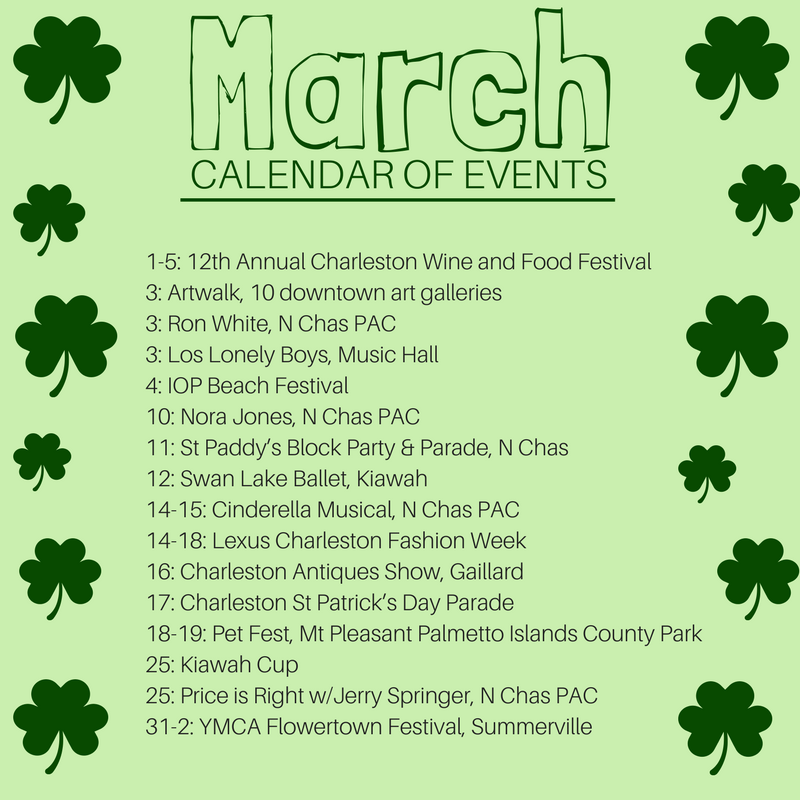 March
CALENDAR OF EVENTS
1-5: 12th Annual Charleston Wine and Food Festival
3: Artwalk, 10 downtown art galleries
3: Ron White, N Chas PAC
3: Los Lonely Boys, Music Hall
4: IOP Beach Festival
10: Nora Jones, N Chas PAC
11: St Paddy’s Block Party & Parade, N Chas
12: Swan Lake Ballet, Kiawah
14-15: Cinderella Musical, N Chas PAC
14-18: Lexus Charleston Fashion Week
16: Charleston Antiques Show, Gaillard
17: Charleston St Patrick’s Day Parade
18-19: Pet Fest, Mt Pleasant Palmetto Islands County Park
25: Kiawah Cup
25: Price is Right w/Jerry Springer, N Chas PAC
31-2: YMCA Flowertown Festival, Summerville